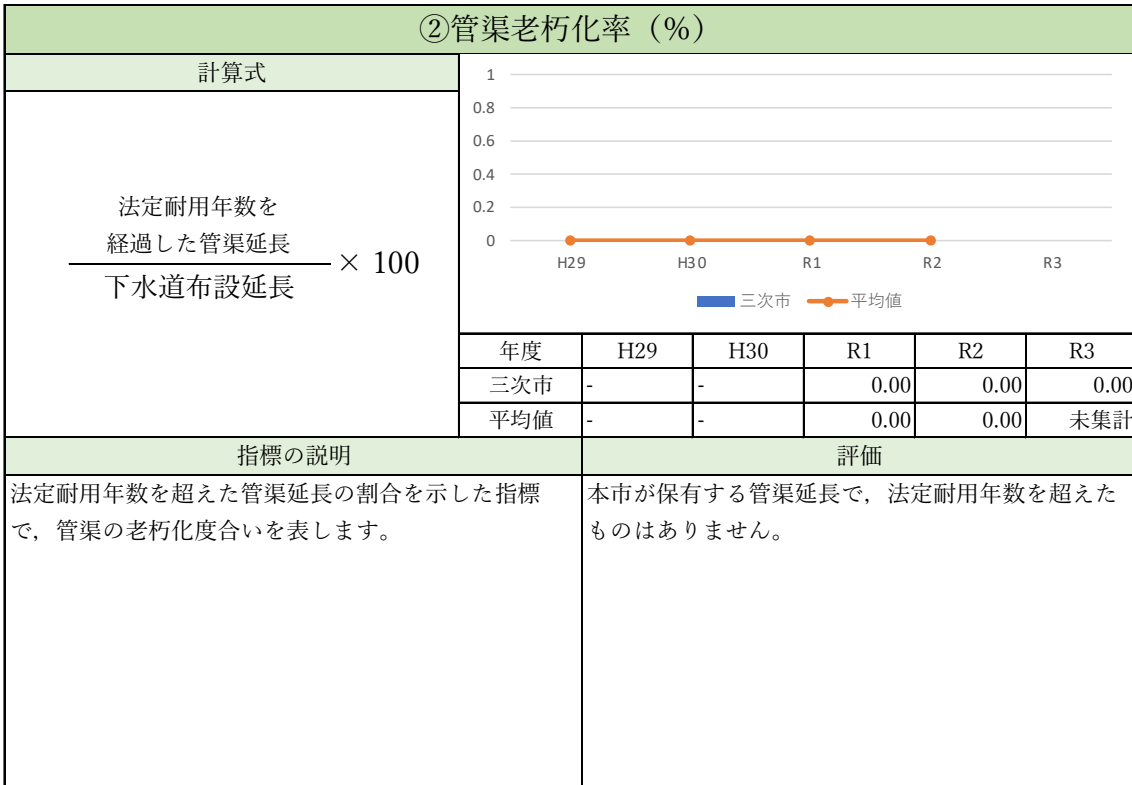 ②管渠老朽化率（%）
計算式
法定耐用年数を
経過した管渠延長
下水道布設延長
× 100
1
0.8
0.6
0.4
0.2
0
H29 H30 R1 R2 R3
三次市 平均値
年度 H29 H30 R1 R2 R3
三次市 - - 0.00 0.00 0.00
平均値 - - 0.00 0.00 未集計
指標の説明
法定耐用年数を超えた管渠延長の割合を示した指標
で，管渠の老朽化度合いを表します。
評価
本市が保有する管渠延長で，法定耐用年数を超えた
ものはありません。